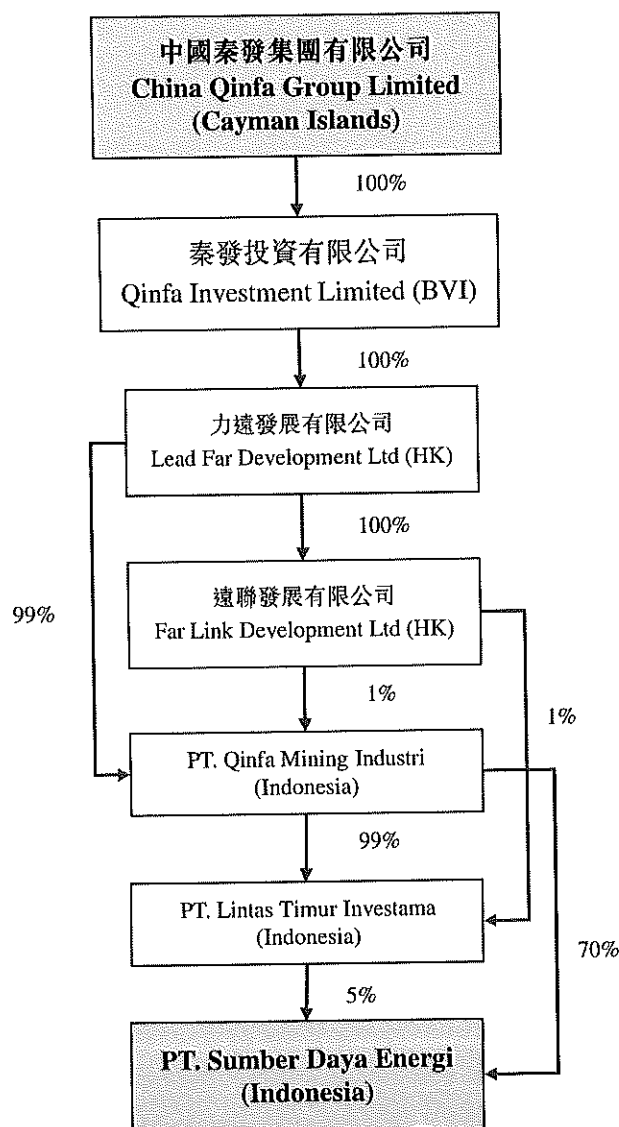 中國秦發集團有限公司
China Qinfa Group Limited
(Cayman Islands)
100%
秦發投資有限公司
Qinfa Investment Limited (BVI)
100%
力遠發展有限公司
Lead Far Development Ltd (HK)
100%
遠聯發展有限公司
Far Link Development Ltd (HK)
99%
1%
1%
PT. Qinfa Mining Industri
(Indonesia)
99%
PT. Lintas Timur Investama
(Indonesia)
70%
5%
PT. Sumber Daya Energi
(Indonesia)